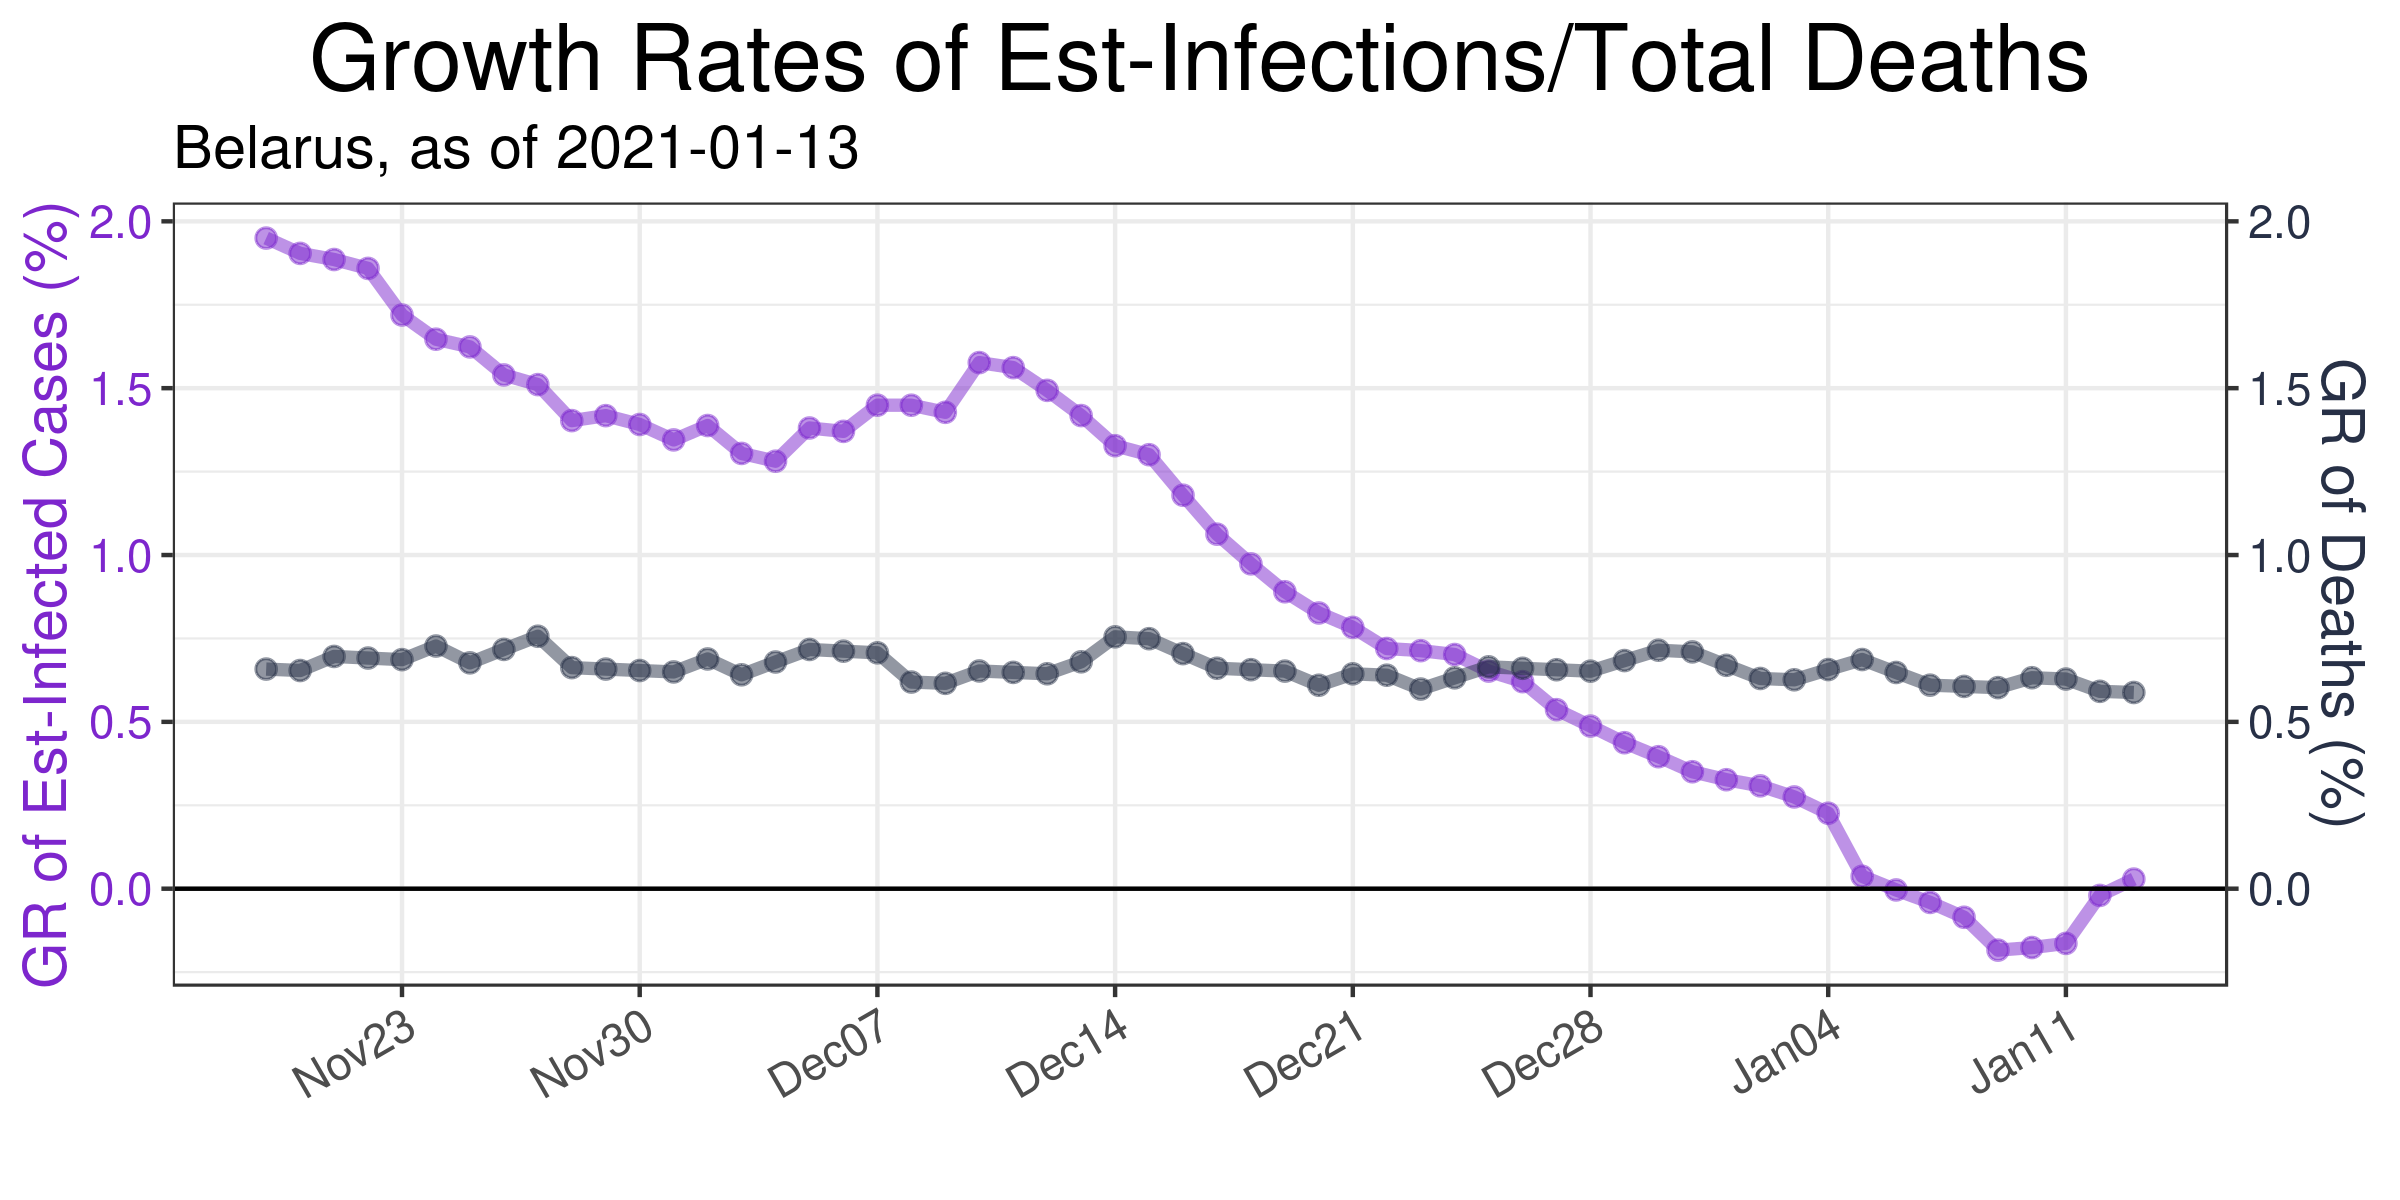 Growth Rates of Est-Infections/Total Deaths
Belarus, as of 2021-01-13
GR of Est-Infected Cases (%)
2.0
1.5
1.0
0.5
0.0
2.0
1.5
1.0
0.5
0.0
GR of Deaths (%)
Nov23
Nov30
Dec07
Dec14
Dec21
Dec28
Jan04
Jan11